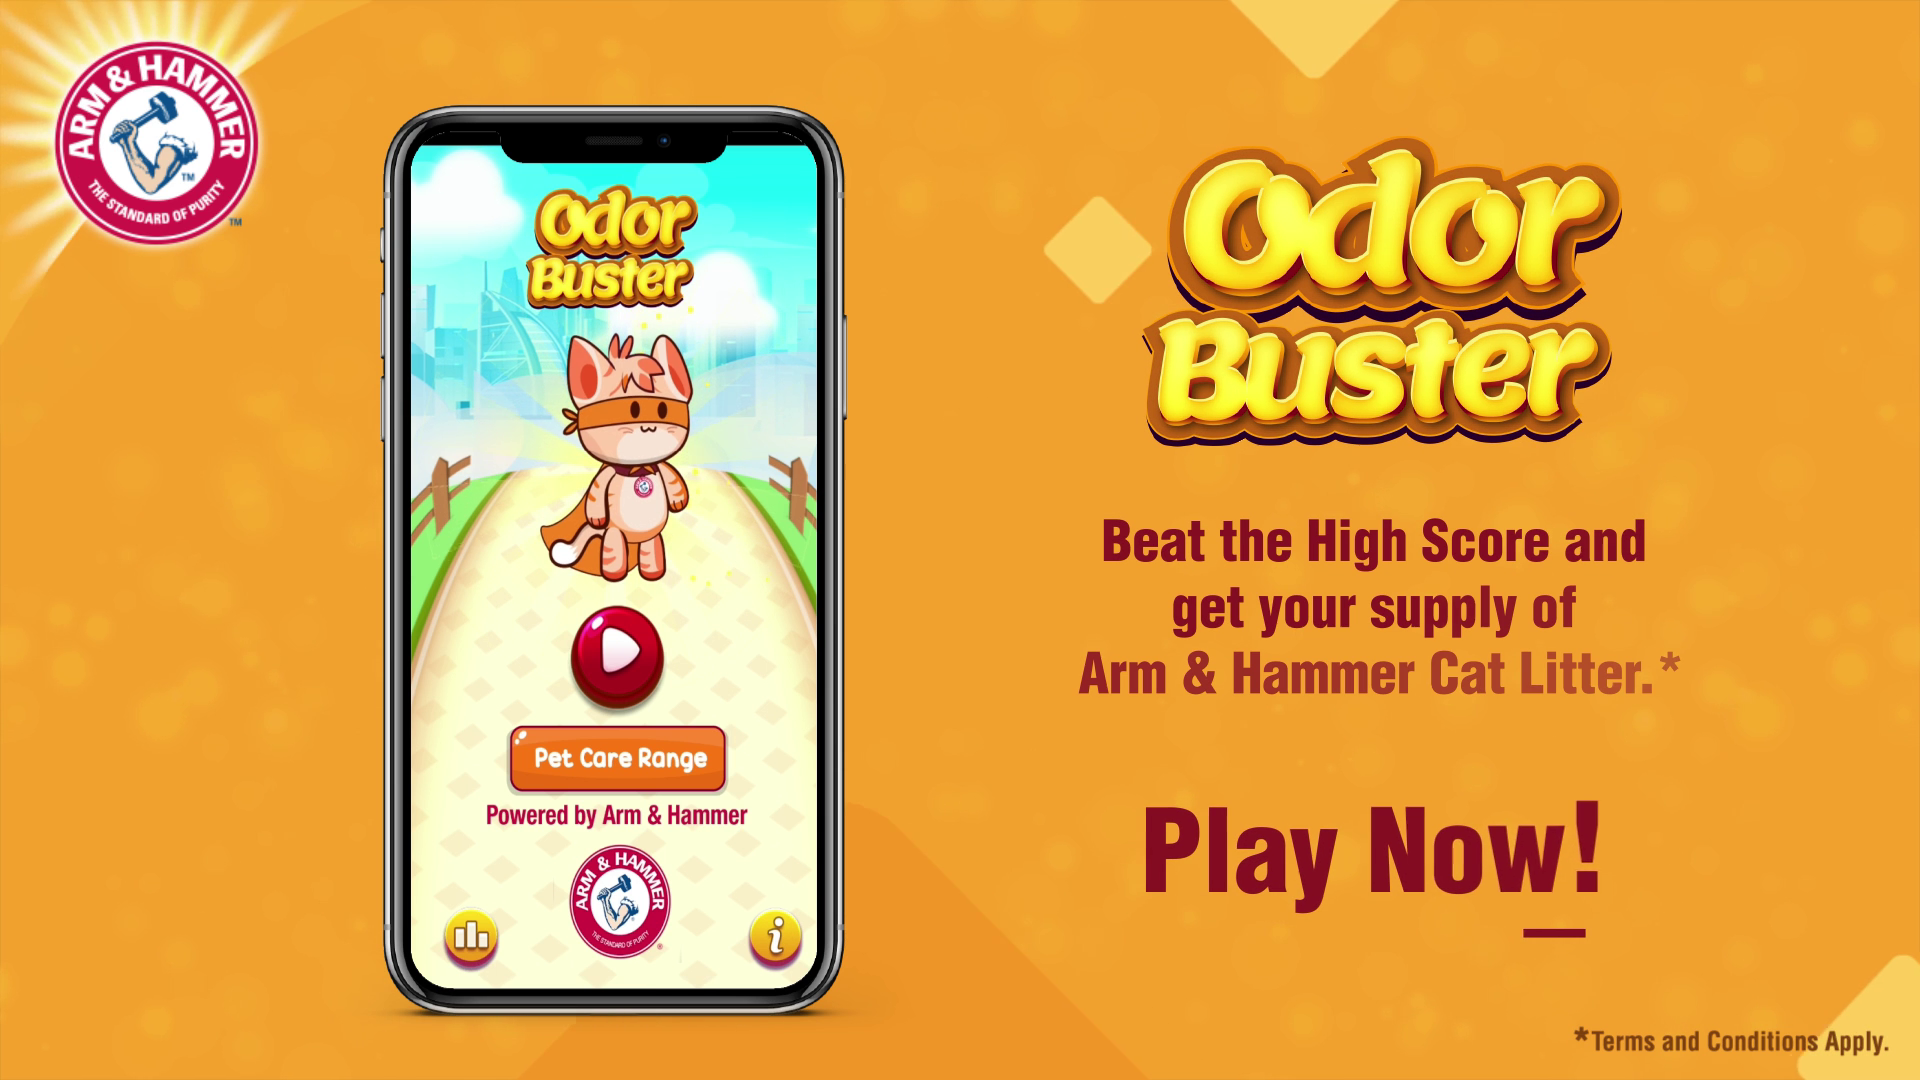 ARM & HAMMER
THE STANDARD OF PURITY
TM
TM
Odor
Buster
Pet Care Range
Powered by Arm & Hammer
ARM & HAMMER
THE STANDARD OF PURITY
®
i
Odor
Buster
Beat the High Score and
get your supply of
Arm & Hammer Cat Litter.*
Play Now!
*Terms and Conditions Apply.